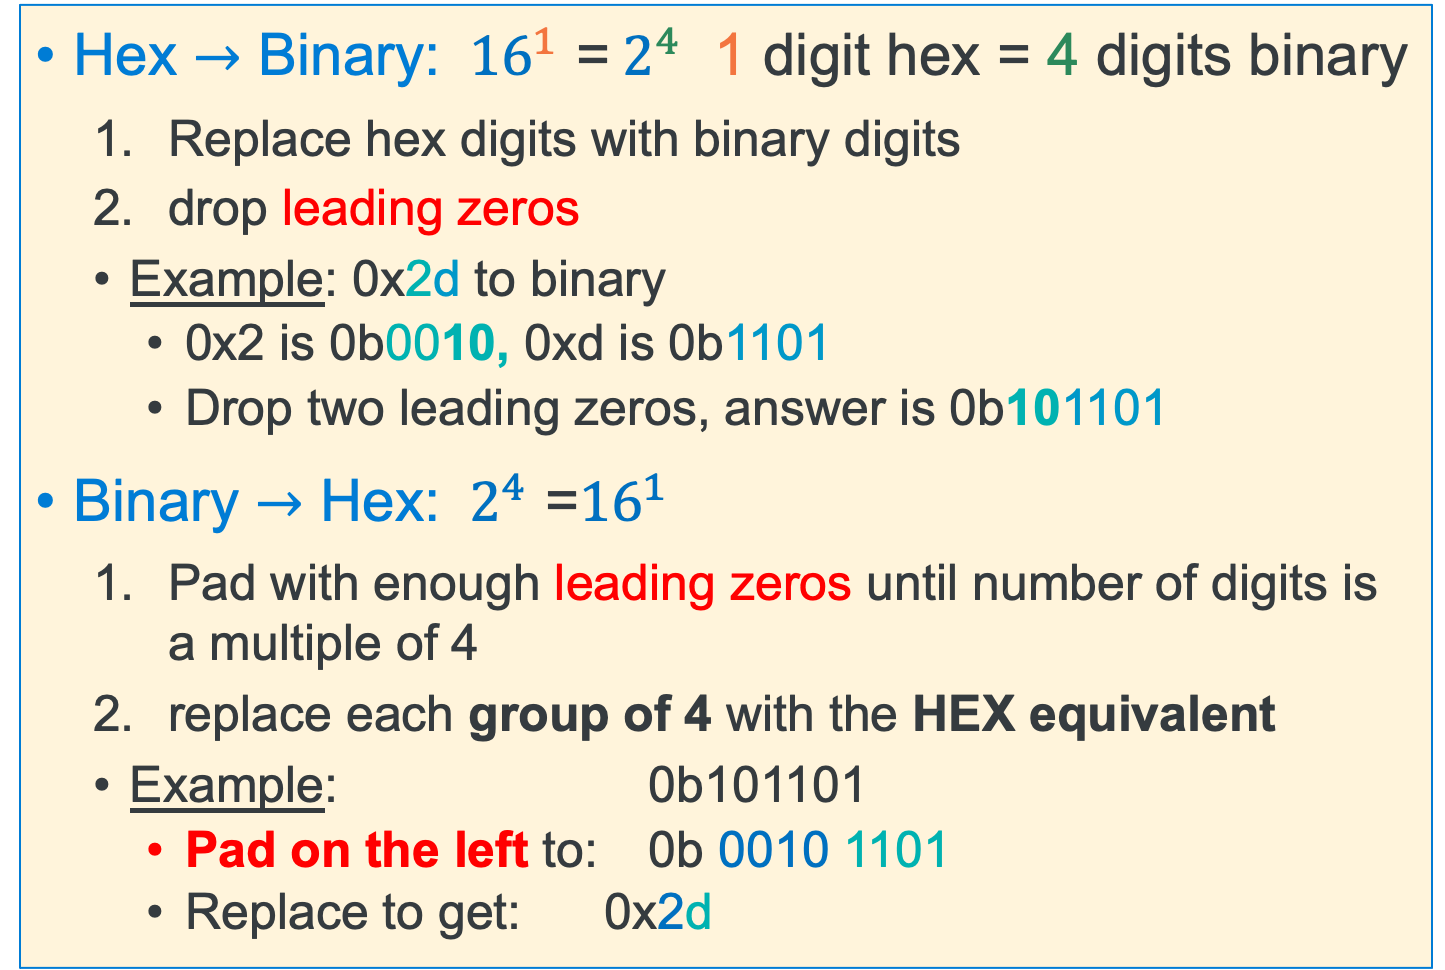 • Hex → Binary: 16¹ = 2⁴ 1 digit hex = 4 digits binary
1. Replace hex digits with binary digits
2. drop leading zeros
• Example: 0x2d to binary
• 0x2 is 0b0010, 0xd is 0b1101
• Drop two leading zeros, answer is 0b101101
• Binary → Hex: 2⁴ =16¹
1. Pad with enough leading zeros until number of digits is
a multiple of 4
2. replace each group of 4 with the HEX equivalent
• Example: 0b101101
• Pad on the left to: 0b 0010 1101
• Replace to get: 0x2d